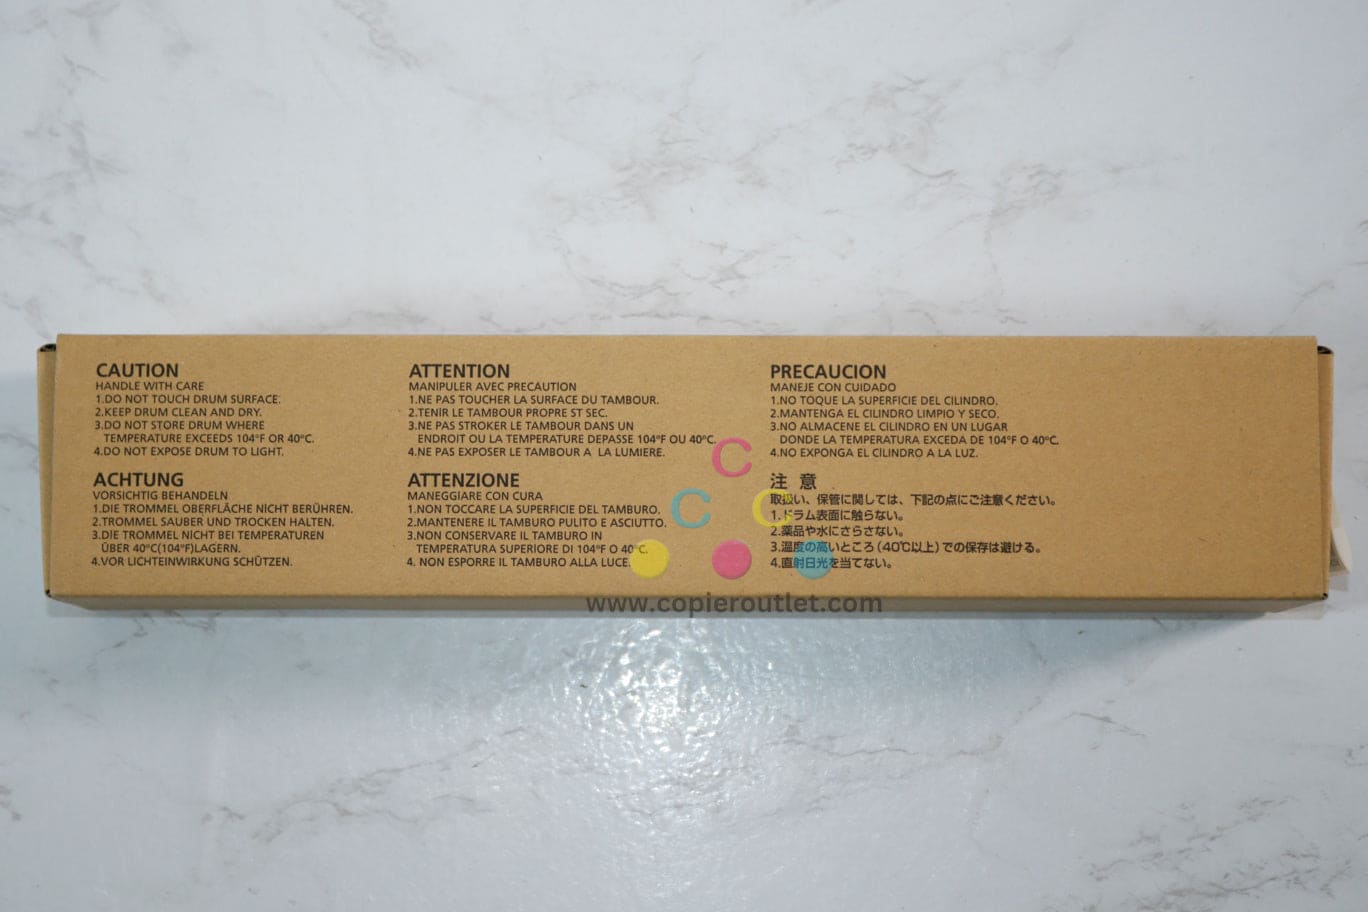 CAUTION
HANDLE WITH CARE
1.DO NOT TOUCH DRUM SURFACE.
2.KEEP DRUM CLEAN AND DRY.
3.DO NOT STORE DRUM WHERE
TEMPERATURE EXCEEDS 104°F OR 40°C.
4.DO NOT EXPOSE DRUM TO LIGHT.
ATTENTION
MANIPULER AVEC PRECAUTION
1.NE PAS TOUCHER LA SURFACE DU TAMBOUR.
2.TENIR LE TAMBOUR PROPRE ST SEC.
3.NE PAS STROKER LE TAMBOUR DANS UN
ENDROIT OU LA TEMPERATURE DEPASSE 104°F OU 40°C.
4.NE PAS EXPOSER LE TAMBOUR A LA LUMIERE.
PRECAUCION
MANEJE CON CUIDADO
1.NO TOQUE LA SUPERFICIE DEL CILINDRO.
2.MANTENGA EL CILINDRO LIMPIO Y SECO.
3.NO ALMACENE EL CILINDRO EN UN LUGAR
DONDE LA TEMPERATURA EXCEDA DE 104°F O 40°C.
4.NO EXPONGA EL CILINDRO A LA LUZ.
ACHTUNG
VORSICHTIG BEHANDELN
1.DIE TROMMEL OBERFLÄCHE NICHT BERÜHREN.
2.TROMMEL SAUBER UND TROCKEN HALTEN.
3.DIE TROMMEL NICHT BEI TEMPERATUREN
ÜBER 40°C(104°F)LAGERN.
4.VOR LICHTEINWIRKUNG SCHÜTZEN.
ATTENZIONE
MANEGGIARE CON CURA
1.NON TOCCARE LA SUPERFICIE DEL TAMBURO.
2.MANTENERE IL TAMBURO PULITO E ASCIUTTO.
3.NON CONSERVARE IL TAMBURO IN
TEMPERATURA SUPERIORE DI 104°F O 40°C.
4. NON ESPORRE IL TAMBURO ALLA LUCE.
注 意
取扱い、保管に関しては、下記の点にご注意ください。
1.ドラム表面に触らない。
2.薬品や水にさらさない。
3.温度の高いところ(40℃以上)での保存は避ける。
4.直射日光を当てない。
C
C C
www.copieroutlet.com